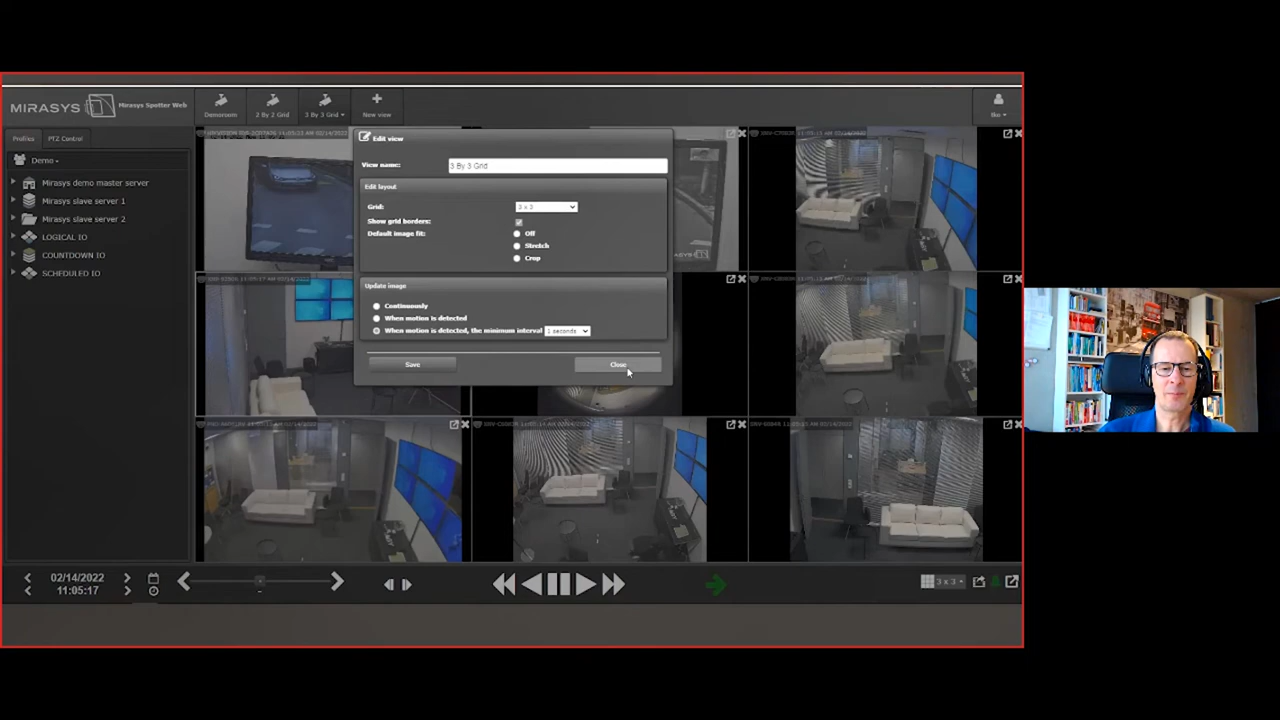 MIRASYS Mirasys Spotter Web
Demoroom
2 By 2 Grid
3 By 3 Grid
New view
Profiles
PTZ Control
Demo
Mirasys demo master server
Mirasys slave server 1
Mirasys slave server 2
LOGICAL IO
COUNTDOWN IO
SCHEDULED IO
Edit view
View name:
3 By 3 Grid
Edit layout
Grid:
3 x 3
Show grid borders:
Default image fit:
Off
Stretch
Crop
Update image
Continuously
When motion is detected
When motion is detected, the minimum interval
1 seconds
Save
Close
02/14/2022
11:05:17
3 x 3